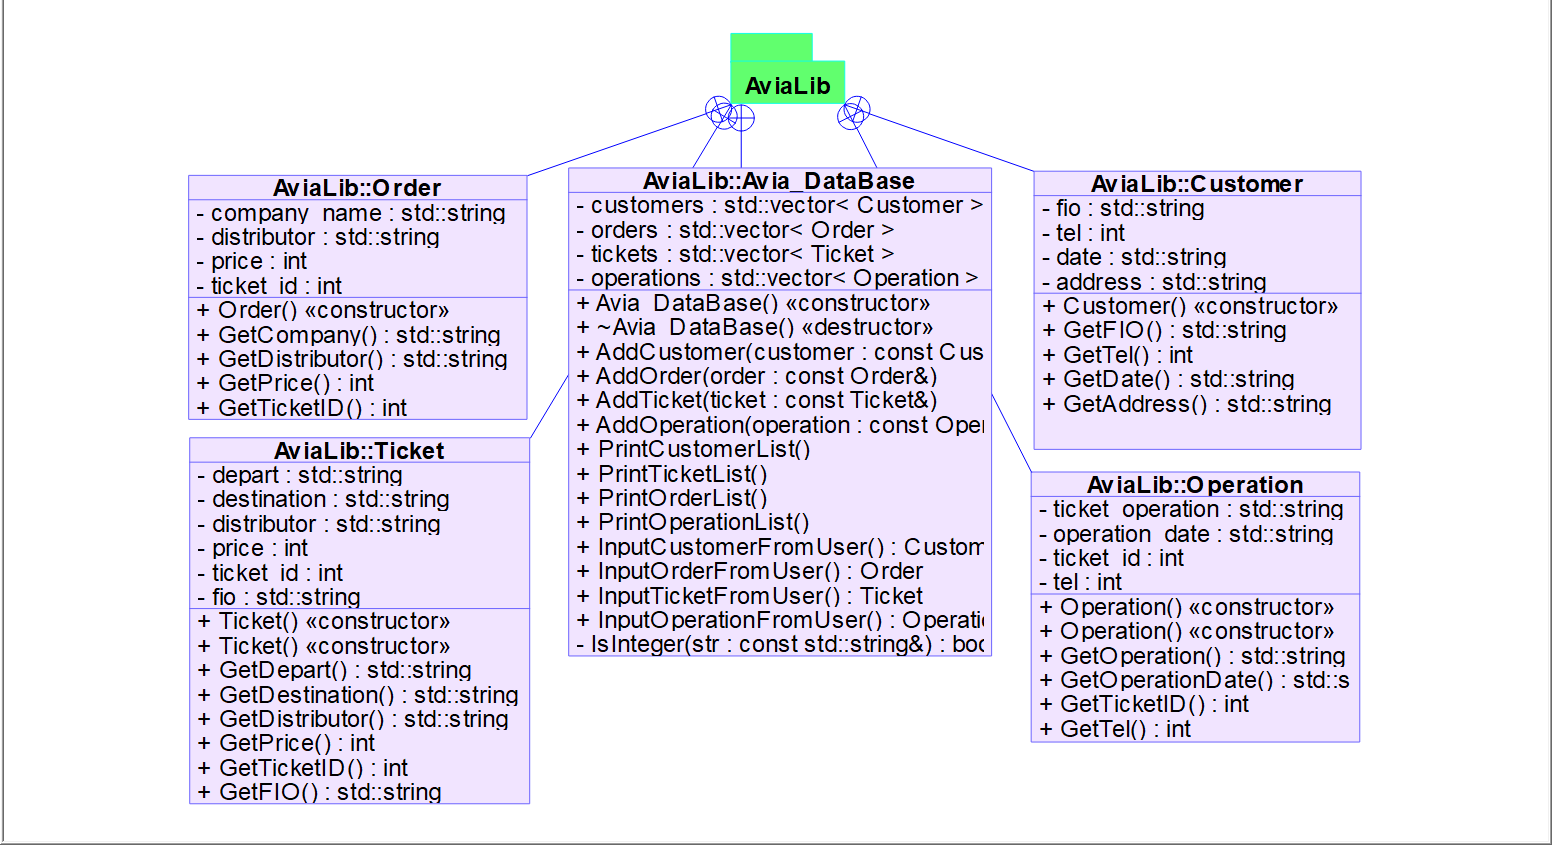 AviaLib
AviaLib::Order
- company_name : std::string
- distributor : std::string
- price : int
- ticket_id : int
+ Order() «constructor»
+ GetCompany() : std::string
+ GetDistributor() : std::string
+ GetPrice() : int
+ GetTicketID() : int
AviaLib::Ticket
- depart : std::string
- destination : std::string
- distributor : std::string
- price : int
- ticket_id : int
- fio : std::string
+ Ticket() «constructor»
+ Ticket() «constructor»
+ GetDepart() : std::string
+ GetDestination() : std::string
+ GetDistributor() : std::string
+ GetPrice() : int
+ GetTicketID() : int
+ GetFIO() : std::string
AviaLib::Avia_DataBase
- customers : std::vector< Customer >
- orders : std::vector< Order >
- tickets : std::vector< Ticket >
- operations : std::vector< Operation >
+ Avia_DataBase() «constructor»
+ ~Avia_DataBase() «destructor»
+ AddCustomer(customer : const Cus
+ AddOrder(order : const Order&)
+ AddTicket(ticket : const Ticket&)
+ AddOperation(operation : const Oper
+ PrintCustomerList()
+ PrintTicketList()
+ PrintOrderList()
+ PrintOperationList()
+ InputCustomerFromUser() : Custom
+ InputOrderFromUser() : Order
+ InputTicketFromUser() : Ticket
+ InputOperationFromUser() : Operati
- IsInteger(str : const std::string&) : boo
AviaLib::Customer
- fio : std::string
- tel : int
- date : std::string
- address : std::string
+ Customer() «constructor»
+ GetFIO() : std::string
+ GetTel() : int
+ GetDate() : std::string
+ GetAddress() : std::string
AviaLib::Operation
- ticket_operation : std::string
- operation_date : std::string
- ticket_id : int
- tel : int
+ Operation() «constructor»
+ Operation() «constructor»
+ GetOperation() : std::string
+ GetOperationDate() : std::s
+ GetTicketID() : int
+ GetTel() : int